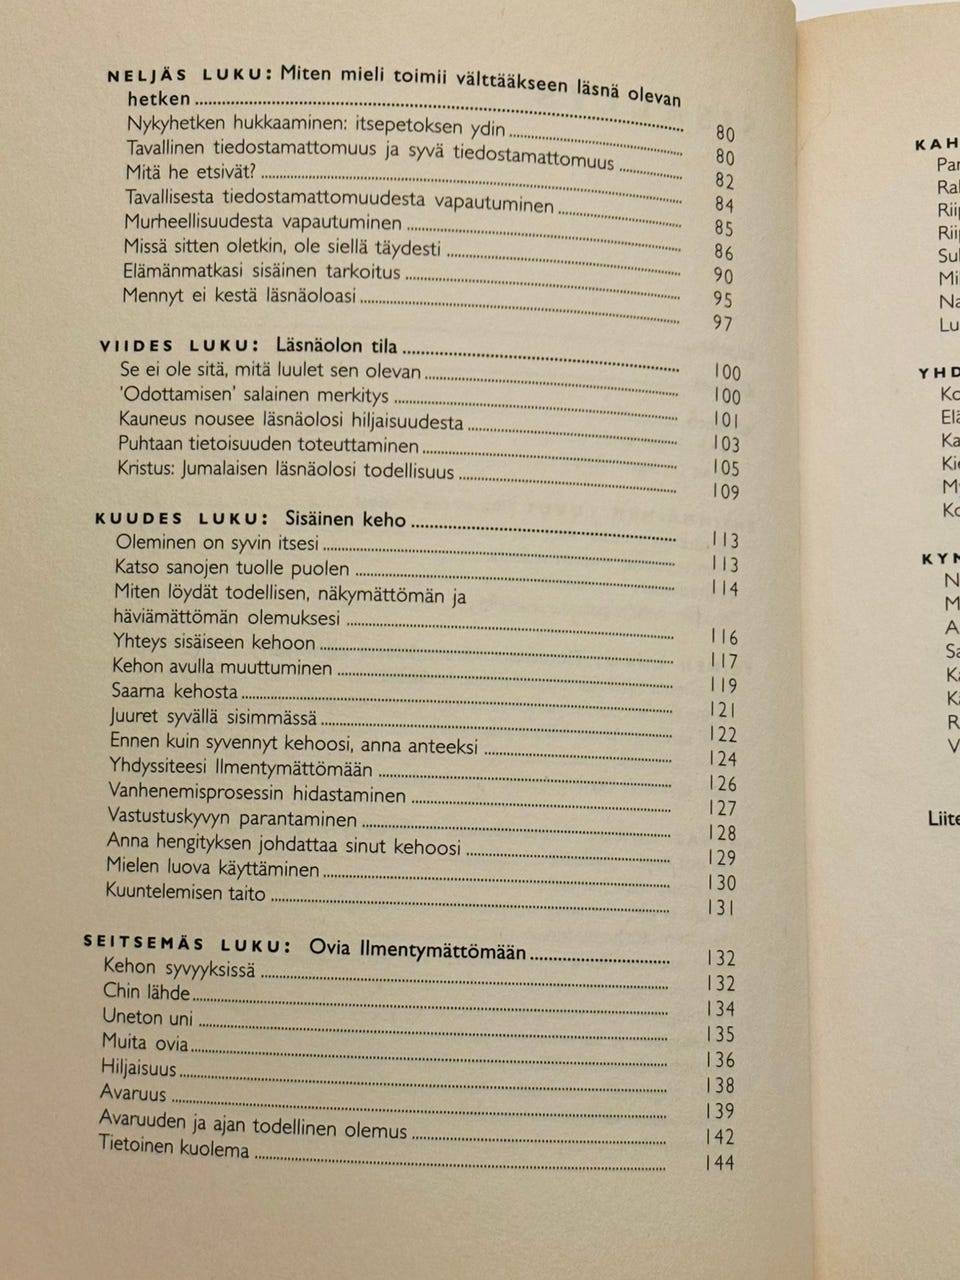 NELJÄS LUKU: Miten mieli toimii välttääkseen läsnä olevan
hetken ........ 80
Nykyhetken hukkaaminen: itsepetoksen ydin ........ 80
Tavallinen tiedostamattomuus ja syvä tiedostamattomuus ........ 82
Mitä he etsivät? ........ 84
Tavallisesta tiedostamattomuudesta vapautuminen ........ 85
Murheellisuudesta vapautuminen ........ 86
Missä sitten oletkin, ole siellä täydesti ........ 90
Elämänmatkasi sisäinen tarkoitus ........ 95
Mennyt ei kestä läsnäoloasi ........ 97
VIIDES LUKU: Läsnäolon tila ........ 100
Se ei ole sitä, mitä luulet sen olevan ........ 100
'Odottamisen' salainen merkitys ........ 101
Kauneus nousee läsnäolosi hiljaisuudesta ........ 103
Puhtaan tietoisuuden toteuttaminen ........ 105
Kristus: Jumalaisen läsnäolosi todellisuus ........ 109
KUUDES LUKU: Sisäinen keho ........ 113
Oleminen on syvin itsesi ........ 113
Katso sanojen tuolle puolen ........ 114
Miten löydät todellisen, näkymättömän ja
häviämättömän olemuksesi ........ 116
Yhteys sisäiseen kehoon ........ 117
Kehon avulla muuttuminen ........ 119
Saarna kehosta ........ 121
Juuret syvällä sisimmässä ........ 122
Ennen kuin syvennyt kehoosi, anna anteeksi ........ 124
Yhdyssiteesi Ilmentymättömään ........ 126
Vanhenemisprosessin hidastaminen ........ 127
Vastustuskyvyn parantaminen ........ 128
Anna hengityksen johdattaa sinut kehoosi ........ 129
Mielen luova käyttäminen ........ 130
Kuuntelemisen taito ........ 131
SEITSEMÄS LUKU: Ovia Ilmentymättömään ........ 132
Kehon syvyyksissä ........ 132
Chin lähde ........ 134
Uneton uni ........ 135
Muita ovia ........ 136
Hiljaisuus ........ 138
Avaruus ........ 139
Avaruuden ja ajan todellinen olemus ........ 142
Tietoinen kuolema ........ 144